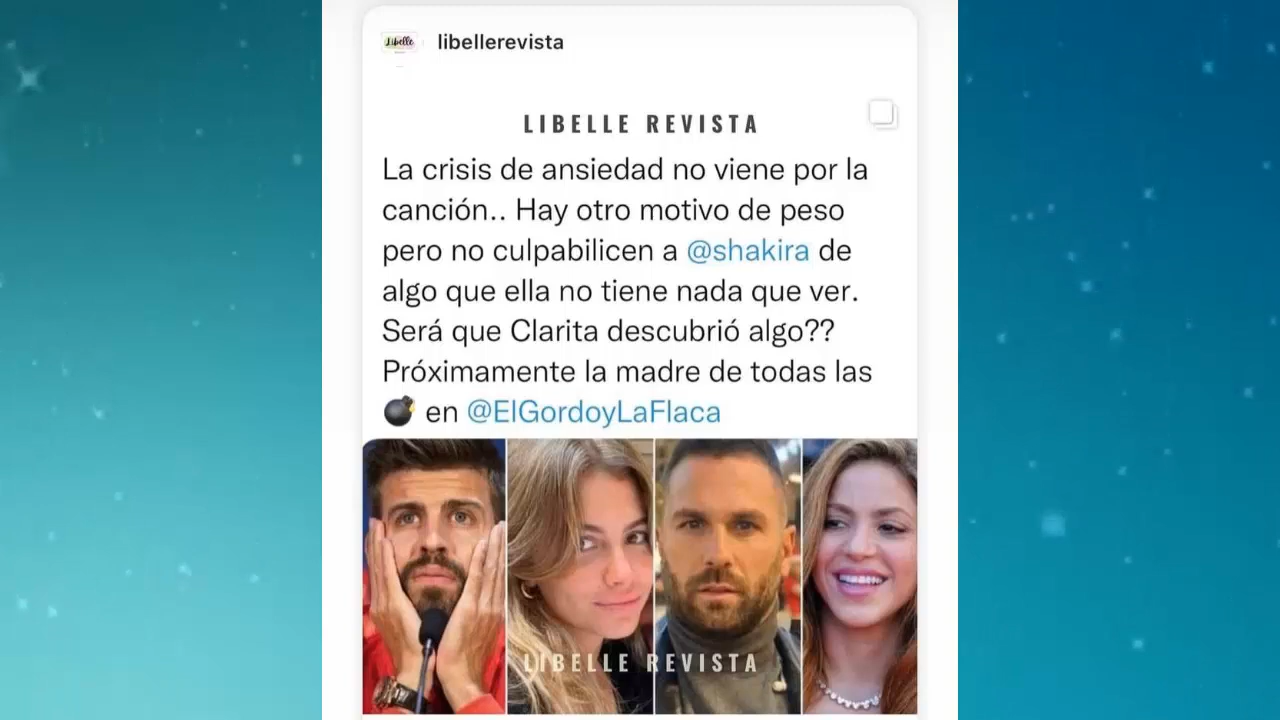 Libelle
libellerevista
LIBELLE REVISTA
La crisis de ansiedad no viene por la
canción.. Hay otro motivo de peso
pero no culpabilicen a @shakira de
algo que ella no tiene nada que ver.
Será que Clarita descubrió algo??
Próximamente la madre de todas las
💣 en @ElGordoyLaFlaca
LIBELLE REVISTA